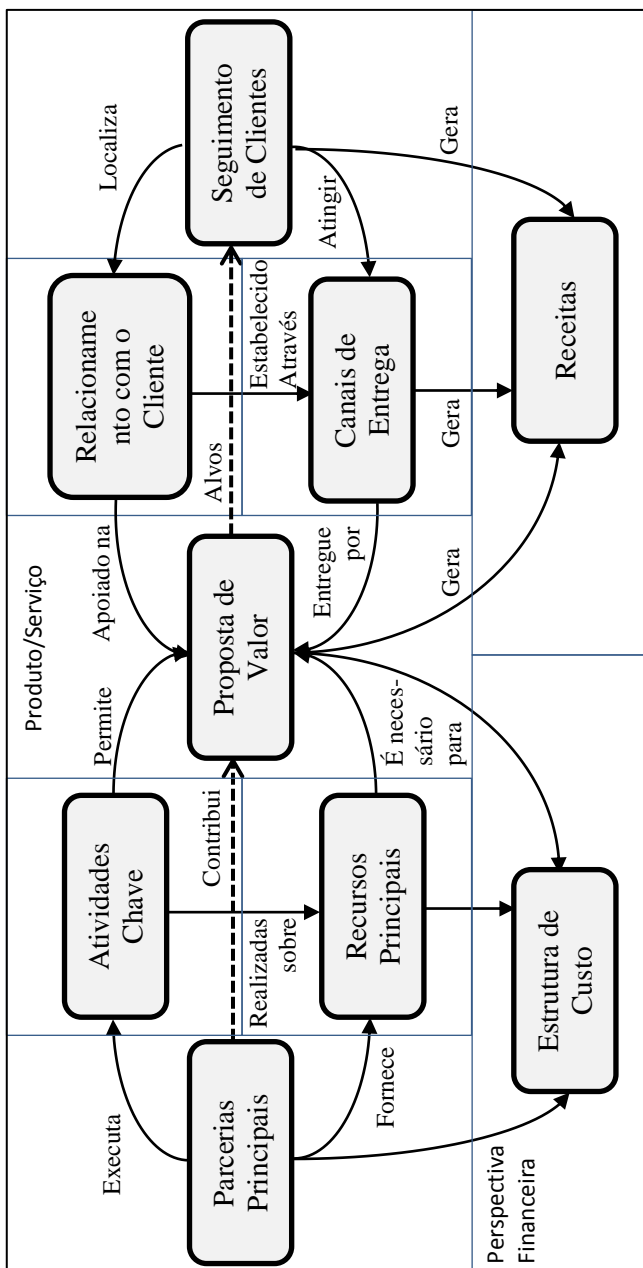 Produto/Serviço
Executa
Parcerias
Principais
Fornece
Atividades
Chave
Realizadas
sobre
Contribui
Recursos
Principais
Permite
Proposta de
Valor
É neces-
sário
para
Apoiado na
Alvos
Entregue
por
Gera
Relacioname
nto com o
Cliente
Estabelecido
Através
Canais de
Entrega
Gera
Localiza
Seguimento
de Clientes
Atingir
Gera
Perspectiva
Financeira
Estrutura de
Custo
Receitas